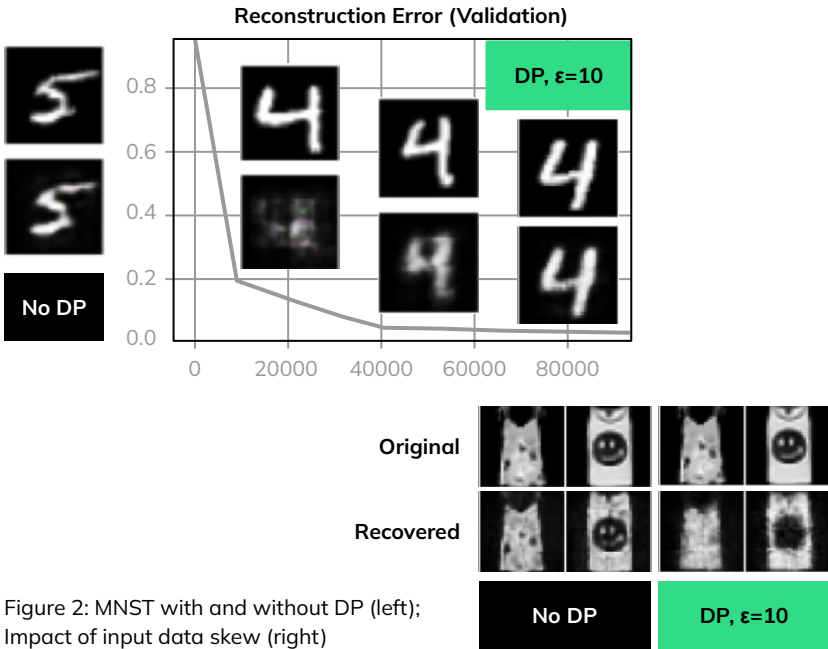 Reconstruction Error (Validation)
DP, ε=10
0.8
0.6
0.4
0.2
0.0
No DP
0
20000
40000
60000
80000
Original
Recovered
No DP
DP, ε=10
Figure 2: MNST with and without DP (left);
Impact of input data skew (right)